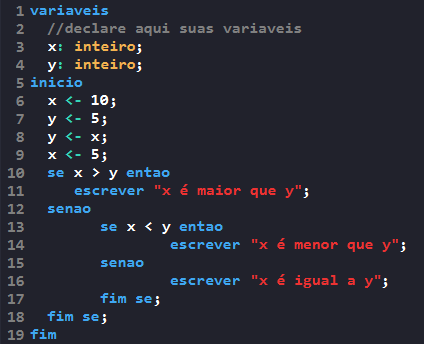 1 variaveis
2 //declare aqui suas variaveis
3 x: inteiro;
4 y: inteiro;
5 inicio
6 x <- 10;
7 y <- 5;
8 y <- x;
9 x <- 5;
10 se x > y entao
11 escrever "x é maior que y";
12 senao
13 se x < y entao
14 escrever "x é menor que y";
15 senao
16 escrever "x é igual a y";
17 fim se;
18 fim se;
19 fim